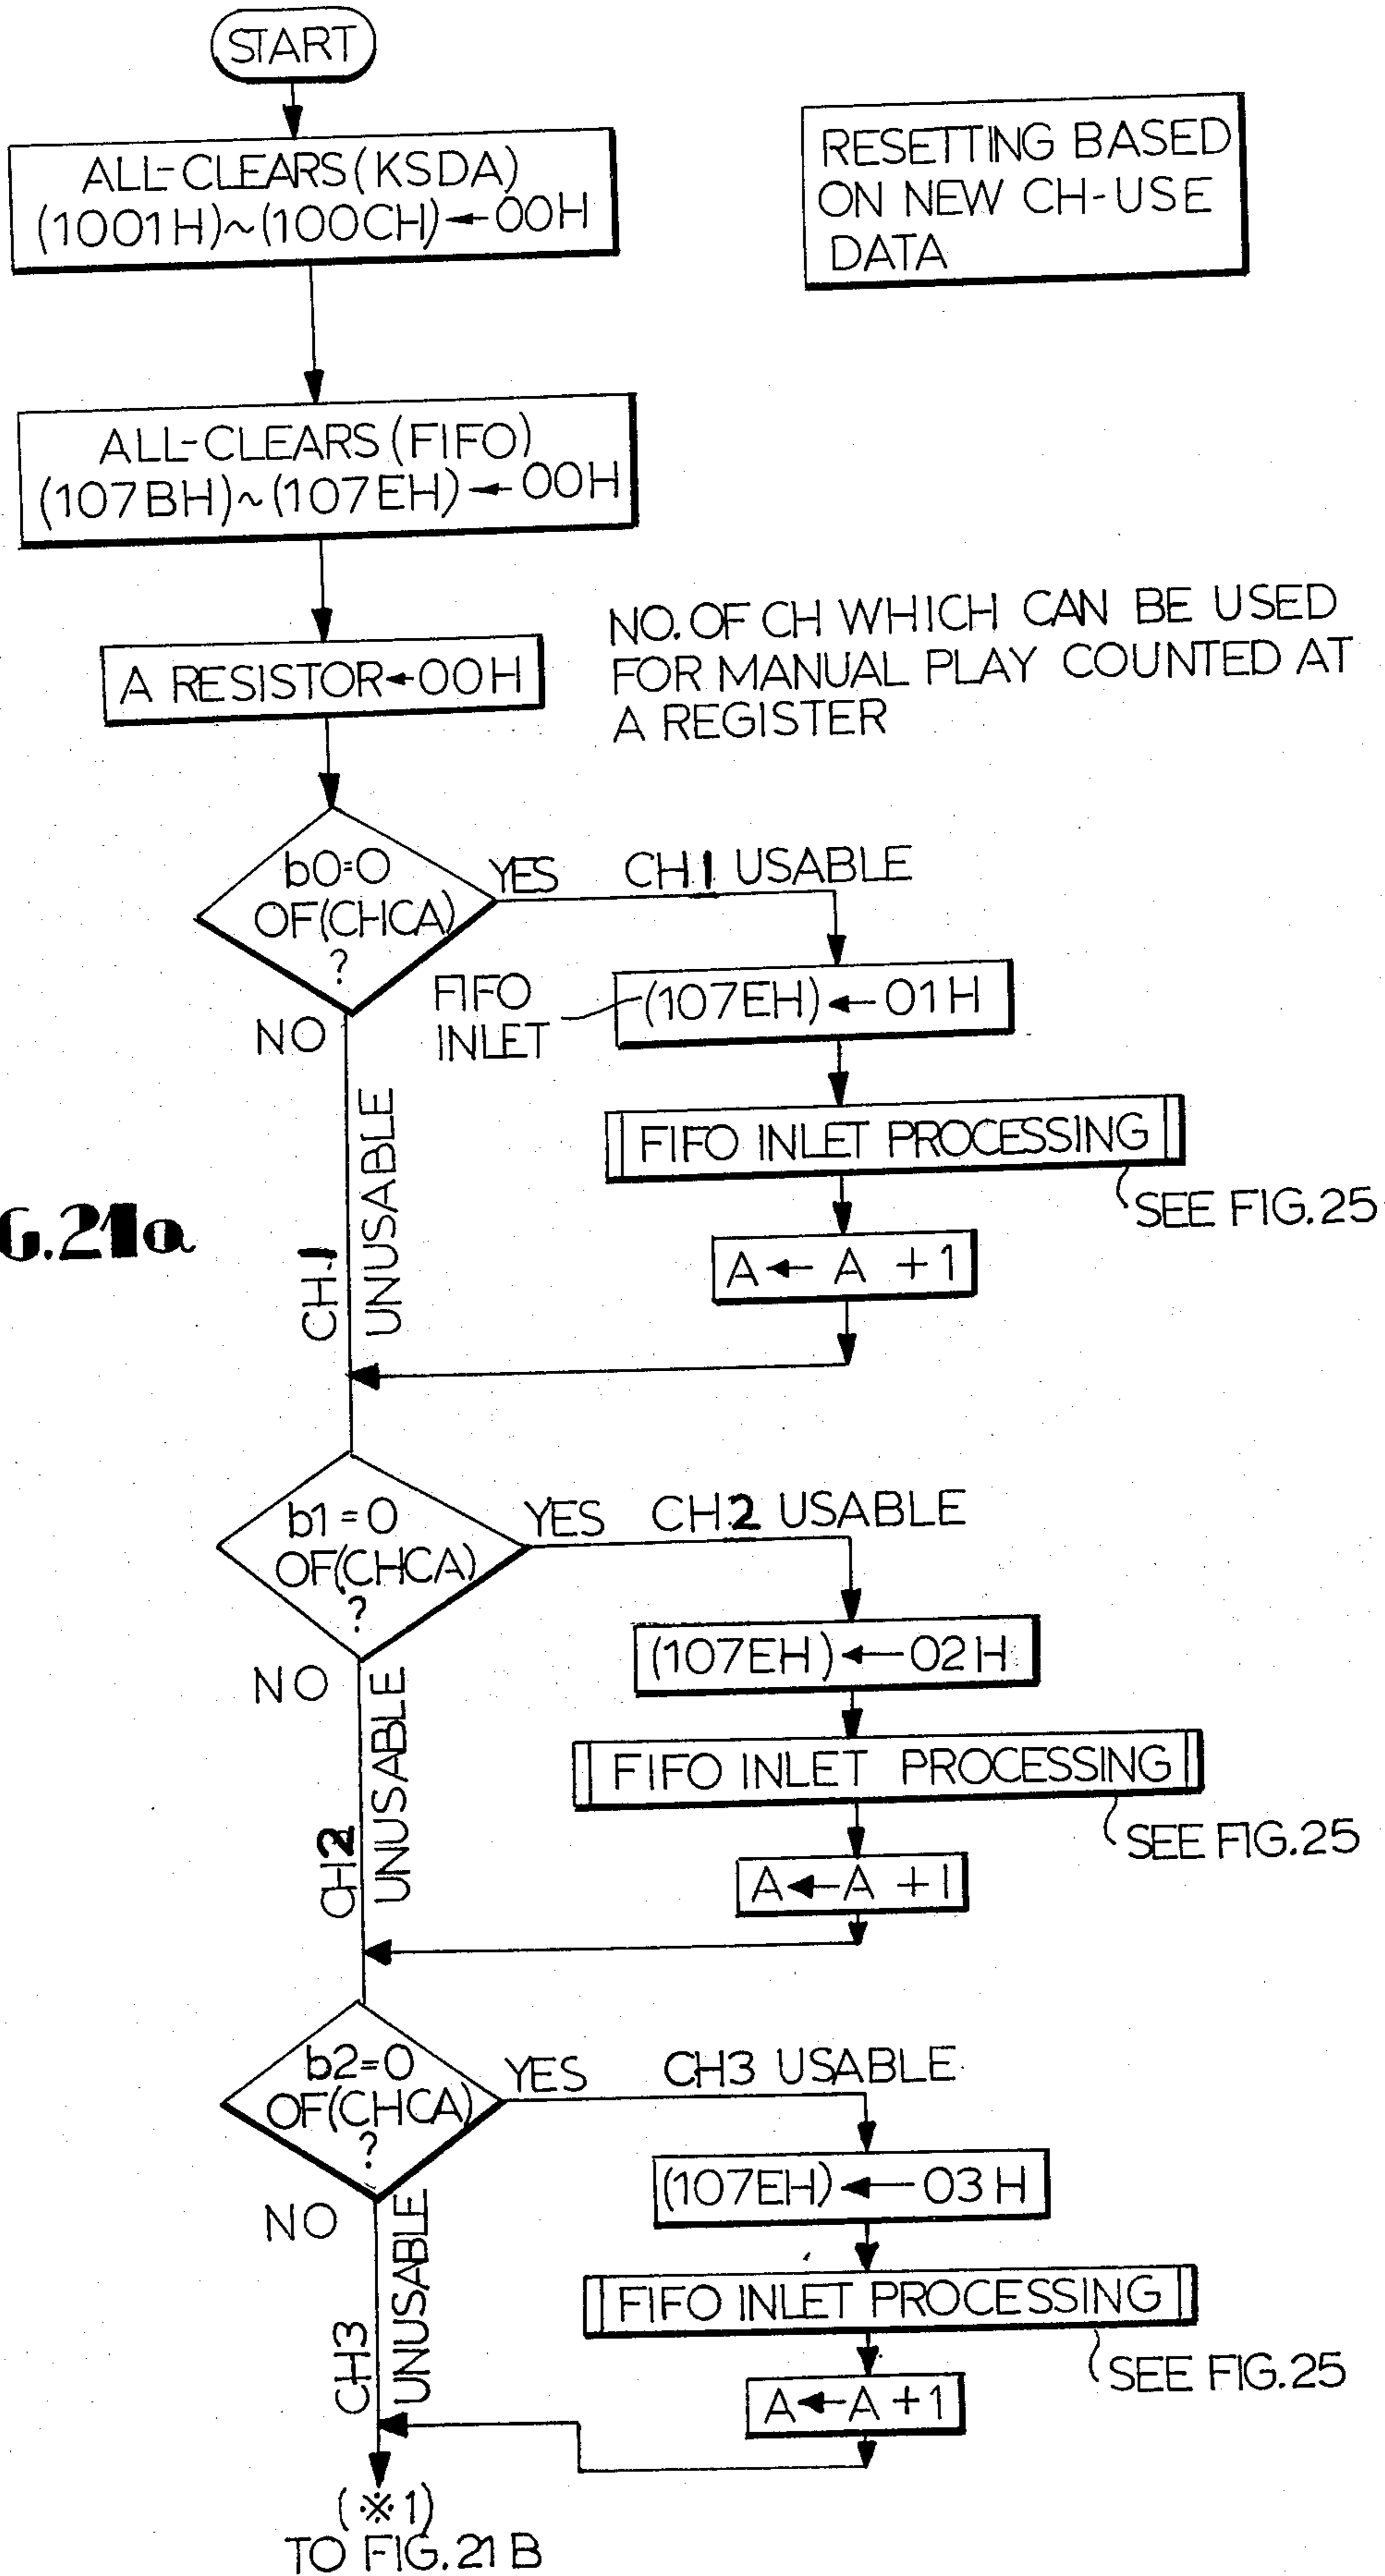 START
ALL-CLEARS (KSDA)
(1001H)~(100CH)←00H
RESETTING BASED
ON NEW CH-USE
DATA
ALL-CLEARS (FIFO)
(107BH)~(107EH)←00H
A RESISTOR←00H
NO. OF CH WHICH CAN BE USED
FOR MANUAL PLAY COUNTED AT
A REGISTER
b0=0
OF(CHCA)
?
YES
CH1 USABLE
NO
FIFO
INLET
(107EH)←01H
FIFO INLET PROCESSING
SEE FIG.25
A←A+1
CH1
UNUSABLE
G.21a
b1=0
OF(CHCA)
?
YES
CH2 USABLE
NO
(107EH)←02H
FIFO INLET PROCESSING
SEE FIG.25
A←A+1
CH2
UNUSABLE
b2=0
OF(CHCA)
?
YES
CH3 USABLE
NO
(107EH)←03H
FIFO INLET PROCESSING
SEE FIG.25
A←A+1
CH3
UNUSABLE
(※1)
TO FIG.21B